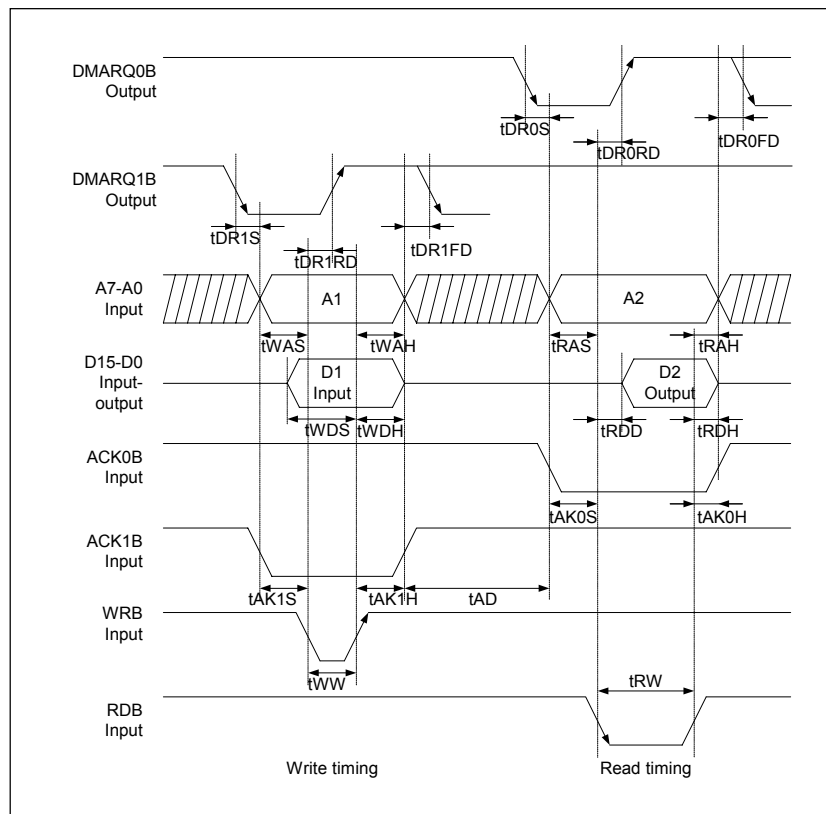 DMARQ0B
Output
tDR0S
tDR0RD
tDR0FD
DMARQ1B
Output
tDR1S
tDR1RD
tDR1FD
A7-A0
Input
A1
A2
tWAS
tWAH
tRAS
tRAH
D15-D0
Input-
output
D1
Input
D2
Output
tWDS
tWDH
tRDD
tRDH
ACK0B
Input
tAK0S
tAK0H
ACK1B
Input
tAK1S
tAK1H
tAD
WRB
Input
tWW
tRW
RDB
Input
Write timing
Read timing